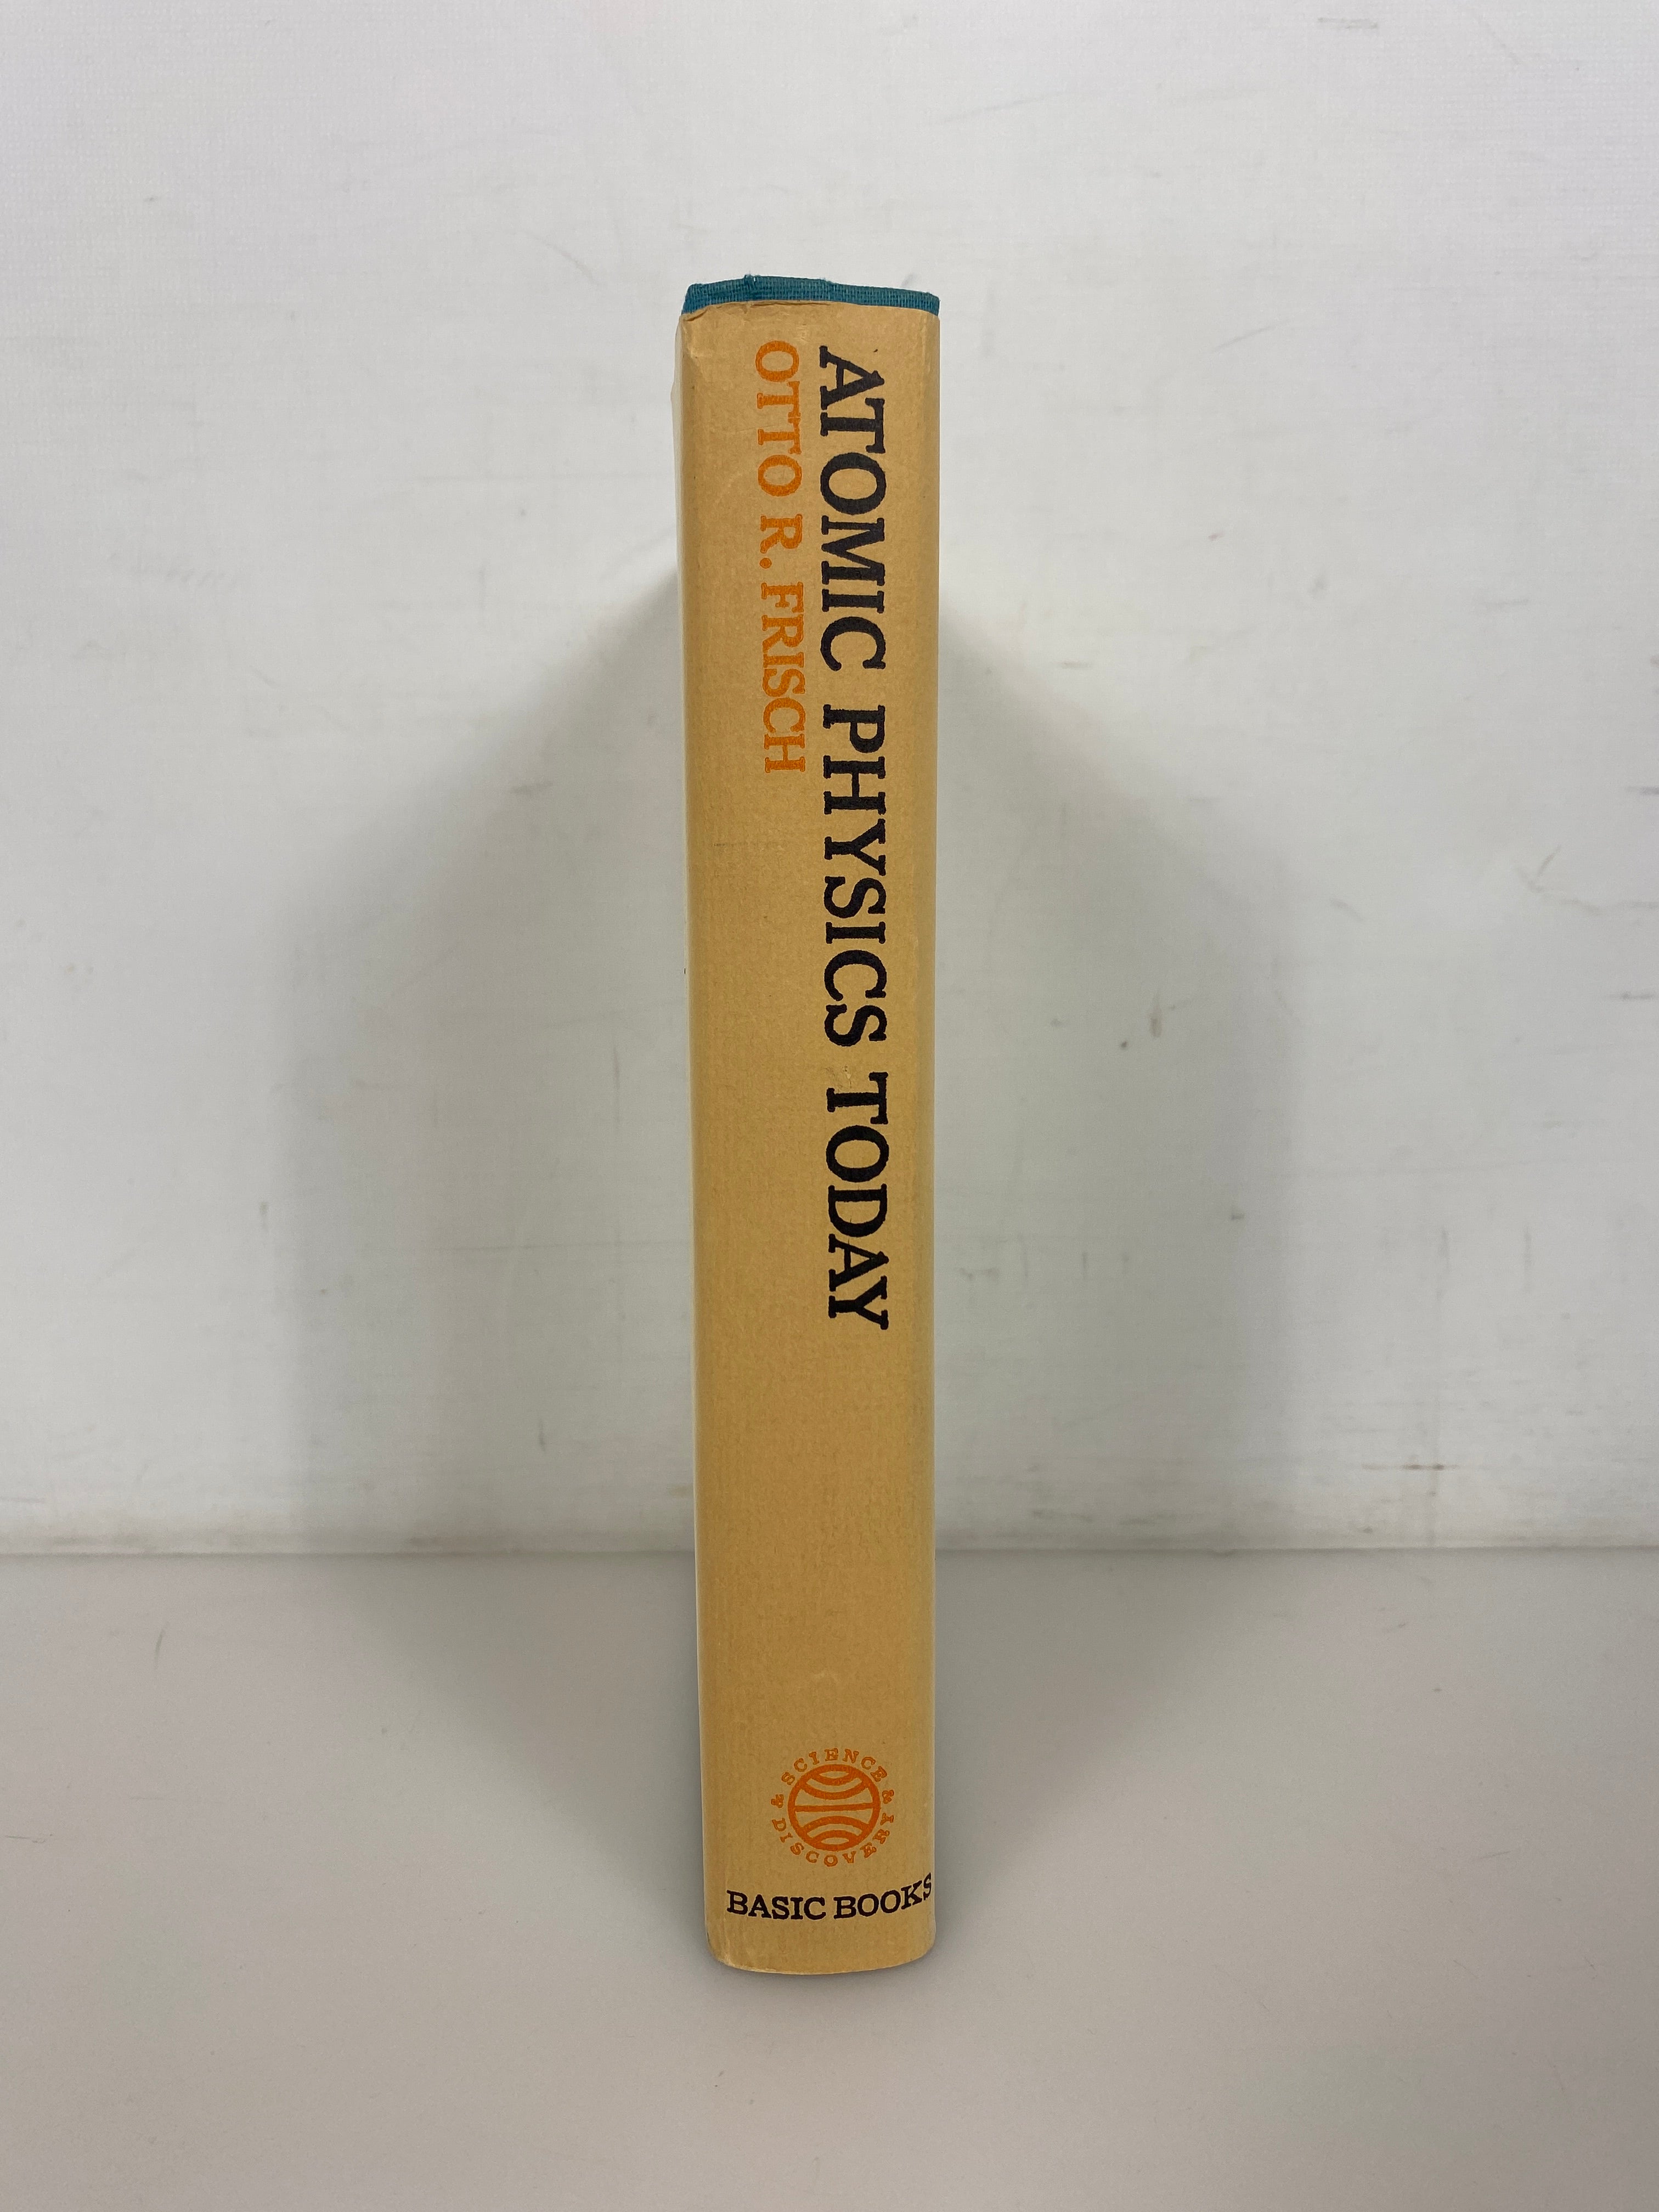 ATOMIC PHYSICS TODAY
OTTO R. FRISCH
& SCIENCE & DISCOVERY
BASIC BOOKS